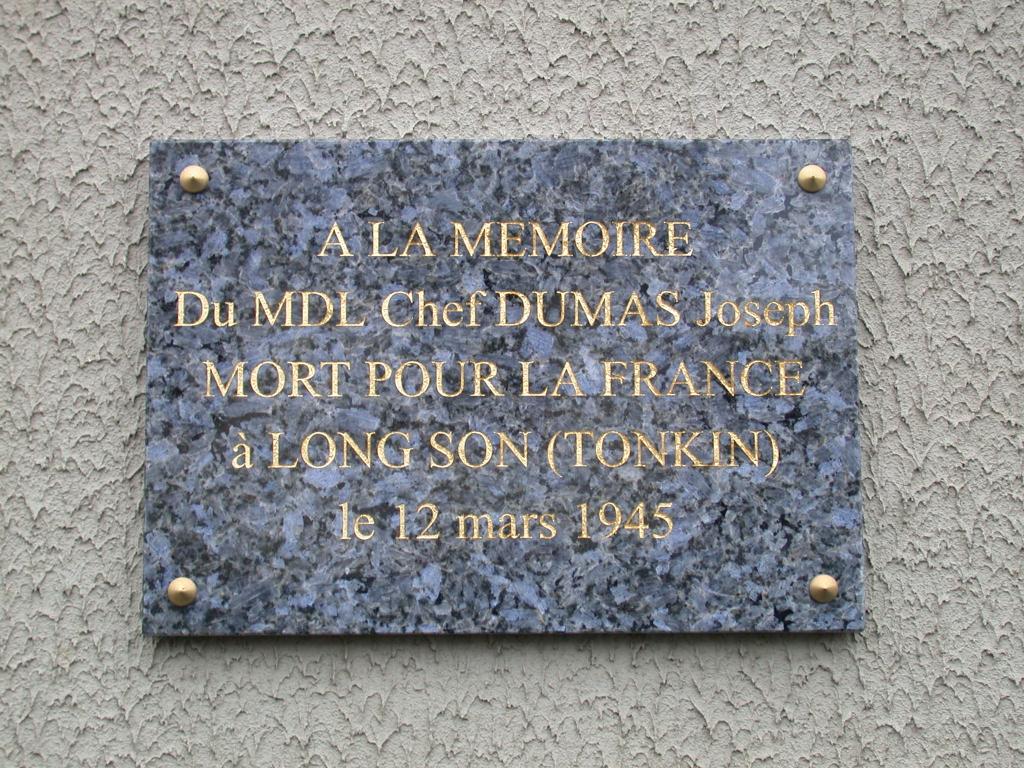 A LA MEMOIRE
Du MDL Chef DUMAS Joseph
MORT POUR LA FRANCE
à LONG SON (TONKIN)
le 12 mars 1945